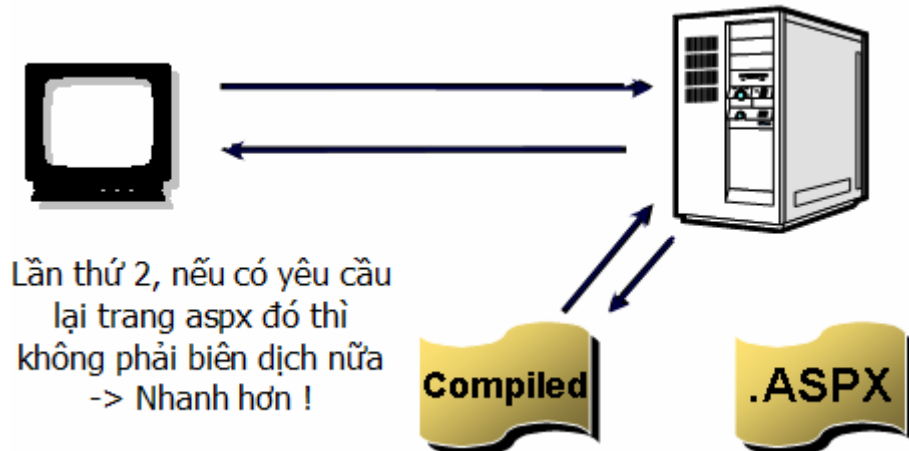 Lần thứ 2, nếu có yêu cầu
lại trang aspx đó thì
không phải biên dịch nữa
-> Nhanh hơn !
Compiled
.ASPX